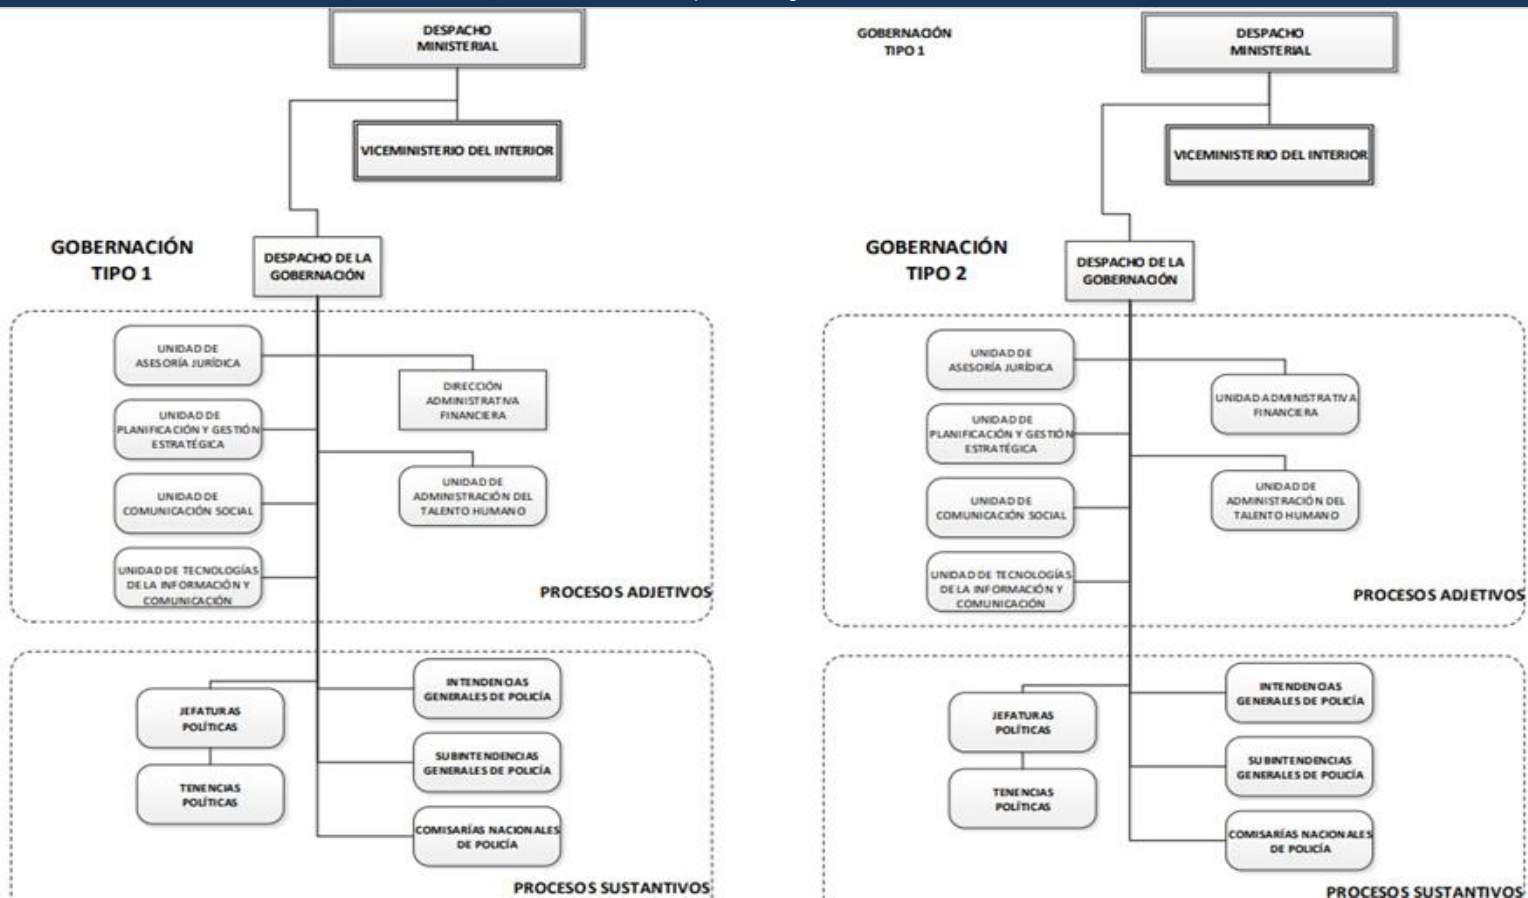 DESPACHO
MINISTERIAL
VICEMINISTERIO DEL INTERIOR
GOBERNACIÓN
TIPO 1
DESPACHO DE LA
GOBERNACIÓN
UNIDAD DE
ASESORÍA JURÍDICA
DIRECCIÓN
ADMINISTRATIVA
FINANCIERA
UNIDAD DE
PLANIFICACIÓN Y GESTIÓN
ESTRATÉGICA
UNIDAD DE
ADMINISTRACIÓN DEL
TALENTO HUMANO
UNIDAD DE
COMUNICACIÓN SOCIAL
UNIDAD DE TECNOLOGÍAS
DE LA INFORMACIÓN Y
COMUNICACIÓN
PROCESOS ADJETIVOS
INTENDENCIAS
GENERALES DE POLICÍA
JEFATURAS
POLÍTICAS
SUBINTENDENCIAS
GENERALES DE POLICÍA
TENENCIAS
POLÍTICAS
COMISARÍAS NACIONALES
DE POLICÍA
PROCESOS SUSTANTIVOS
GOBERNACIÓN
TIPO 1
DESPACHO
MINISTERIAL
VICEMINISTERIO DEL INTERIOR
GOBERNACIÓN
TIPO 2
DESPACHO DE LA
GOBERNACIÓN
UNIDAD DE
ASESORÍA JURÍDICA
UNIDAD ADMINISTRATIVA
FINANCIERA
UNIDAD DE
PLANIFICACIÓN Y GESTIÓN
ESTRATÉGICA
UNIDAD DE
ADMINISTRACIÓN DEL
TALENTO HUMANO
UNIDAD DE
COMUNICACIÓN SOCIAL
UNIDAD DE TECNOLOGÍAS
DE LA INFORMACIÓN Y
COMUNICACIÓN
PROCESOS ADJETIVOS
INTENDENCIAS
GENERALES DE POLICÍA
JEFATURAS
POLÍTICAS
SUBINTENDENCIAS
GENERALES DE POLICÍA
TENENCIAS
POLÍTICAS
COMISARÍAS NACIONALES
DE POLICÍA
PROCESOS SUSTANTIVOS